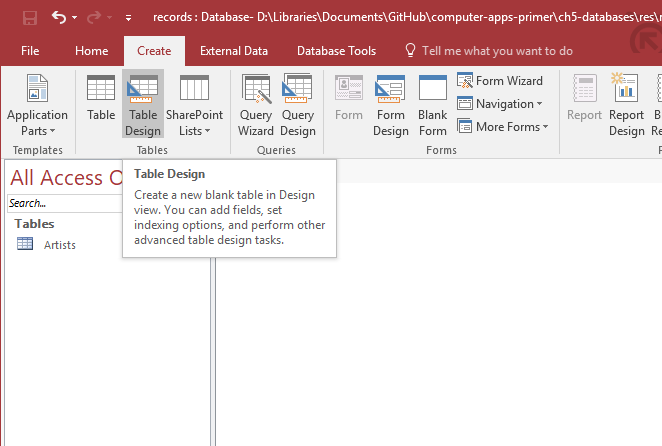 records : Database- D:\Libraries\Documents\GitHub\computer-apps-primer\ch5-databases\res\
File Home Create External Data Database Tools Tell me what you want to do
Application Parts
Templates
Table
Table Design
SharePoint Lists
Tables
Query Wizard
Query Design
Queries
Form
Form Design
Blank Form
Form Wizard
Navigation
More Forms
Forms
Report
Report Design
All Access O
Search...
Tables
Artists
Table Design
Create a new blank table in Design
view. You can add fields, set
indexing options, and perform other
advanced table design tasks.